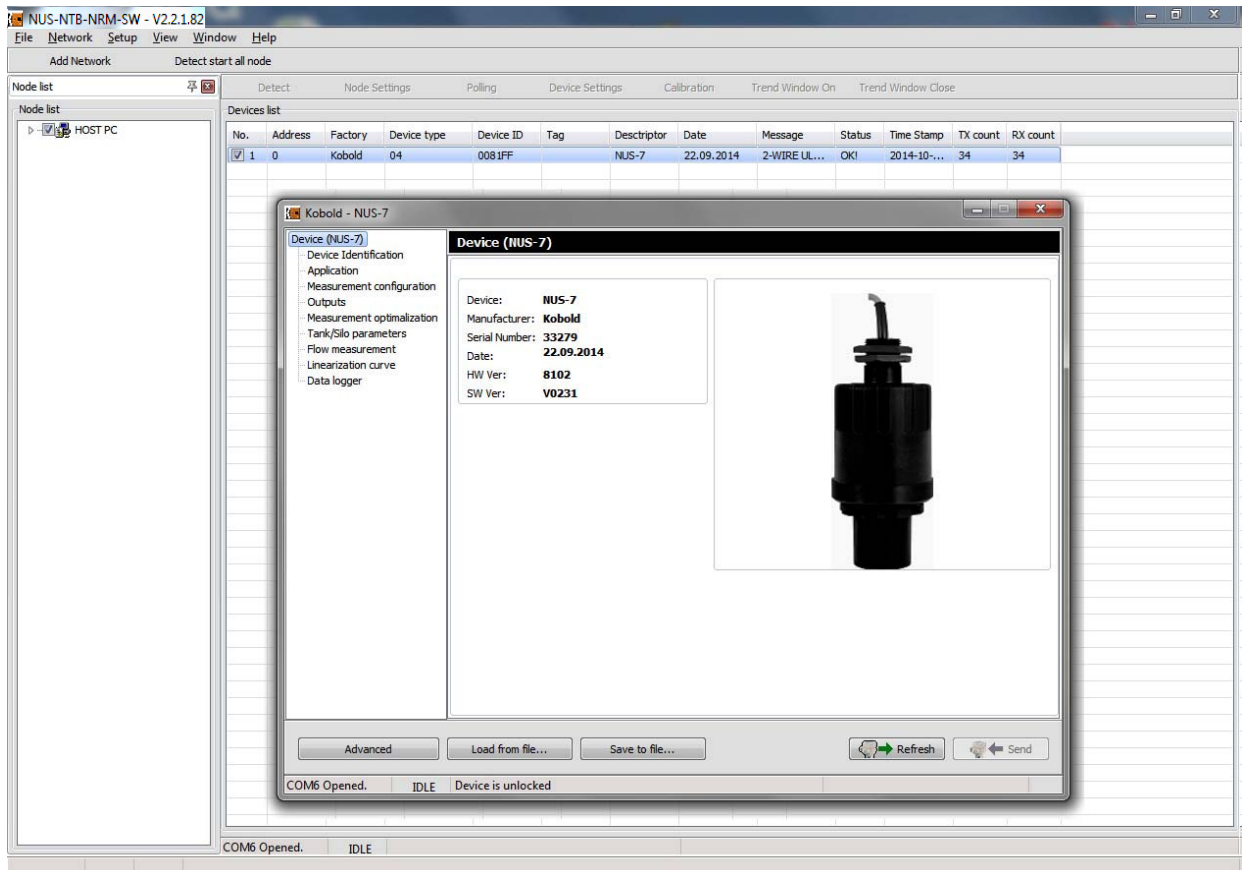 NUS-NTB-NRM-SW - V2.2.1.82
File Network Setup View Window Help
Add Network Detect start all node
Node list
Detect Node Settings Polling Device Settings Calibration Trend Window On Trend Window Close
Node list
HOST PC
Devices list
No. Address Factory Device type Device ID Tag Desctriptor Date Message Status Time Stamp TX count RX count
1 0 Kobold 04 0081FF NUS-7 22.09.2014 2-WIRE UL... OK! 2014-10-... 34 34
Kobold - NUS-7
Device (NUS-7)
Device Identification
Application
Measurement configuration
Outputs
Measurement optimalization
Tank/Silo parameters
Flow measurement
Linearization curve
Data logger
Device (NUS-7)
Device: NUS-7
Manufacturer: Kobold
Serial Number: 33279
Date: 22.09.2014
HW Ver: 8102
SW Ver: V0231
Advanced Load from file... Save to file... Refresh Send
COM6 Opened. IDLE Device is unlocked
COM6 Opened. IDLE